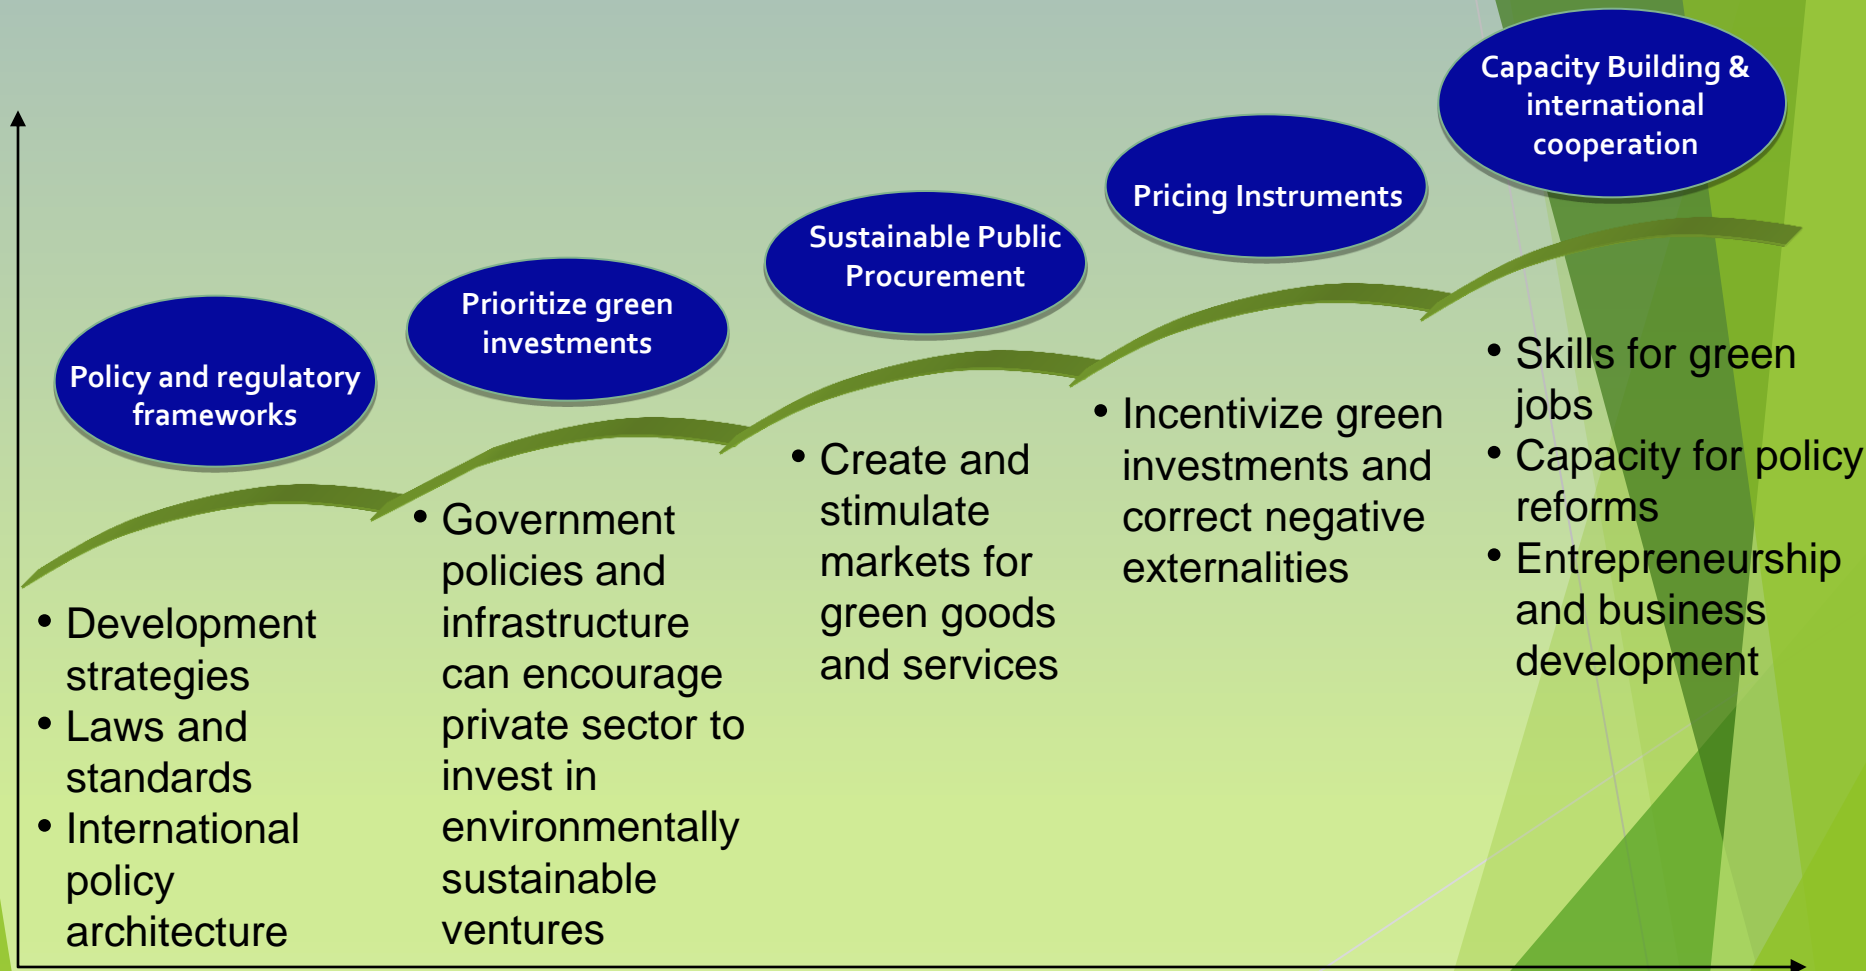 Policy and regulatory
frameworks
• Development
strategies
• Laws and
standards
• International
policy
architecture
Prioritize green
investments
• Government
policies and
infrastructure
can encourage
private sector to
invest in
environmentally
sustainable
ventures
Sustainable Public
Procurement
• Create and
stimulate
markets for
green goods
and services
Pricing Instruments
• Incentivize green
investments and
correct negative
externalities
Capacity Building &
international
cooperation
• Skills for green
jobs
• Capacity for policy
reforms
• Entrepreneurship
and business
development